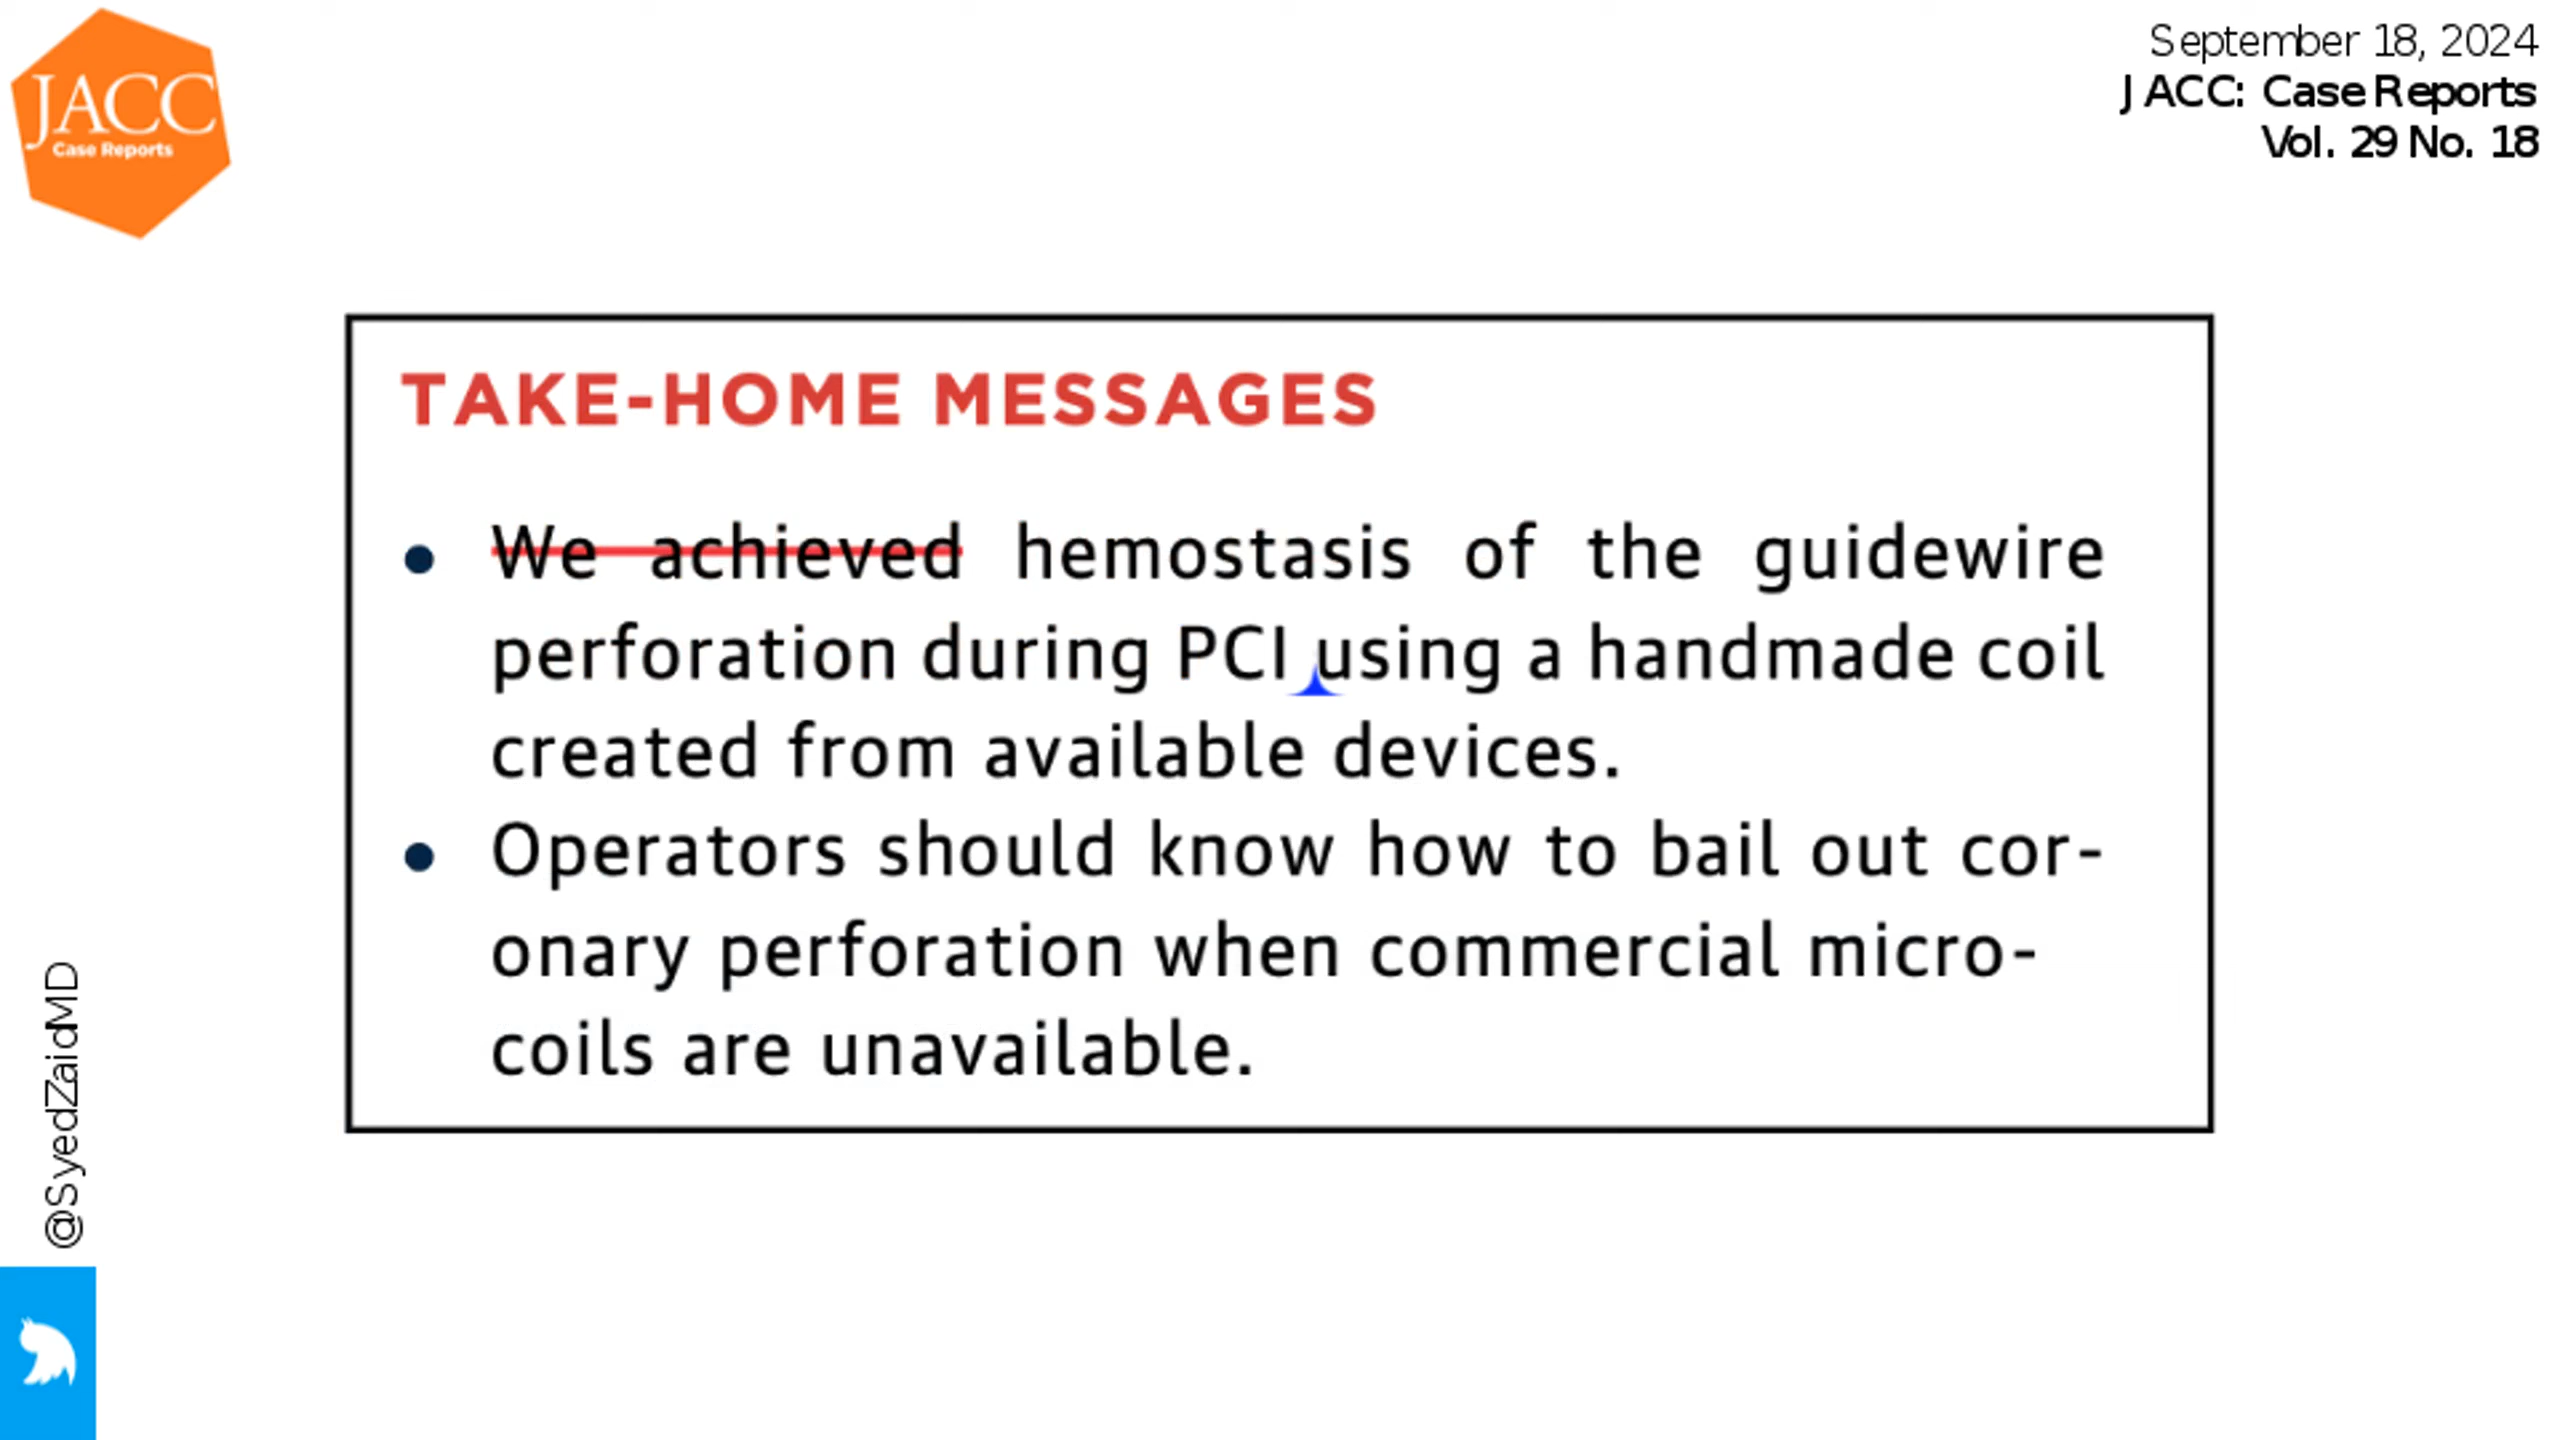 JACC
Case Reports
September 18, 2024
JACC: Case Reports
Vol. 29 No. 18
TAKE-HOME MESSAGES
• We achieved hemostasis of the guidewire
perforation during PCI using a handmade coil
created from available devices.
• Operators should know how to bail out cor-
onary perforation when commercial micro-
coils are unavailable.
@SyedZaidMD